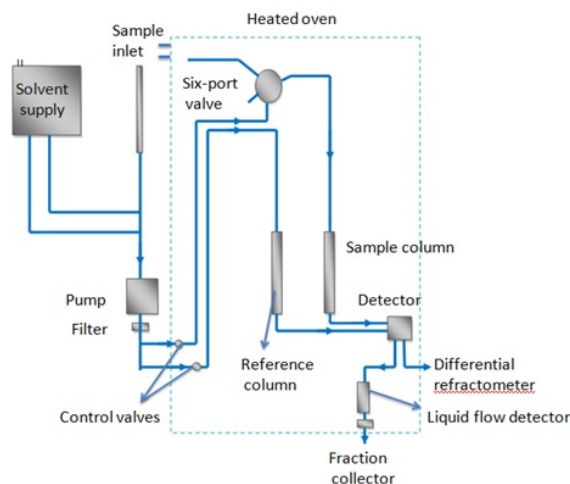 Heated oven
Sample
inlet
Six-port
valve
Solvent
supply
Sample column
Pump
Detector
Filter
Reference
column
Differential
refractometer
Control valves
Liquid flow detector
Fraction
collector